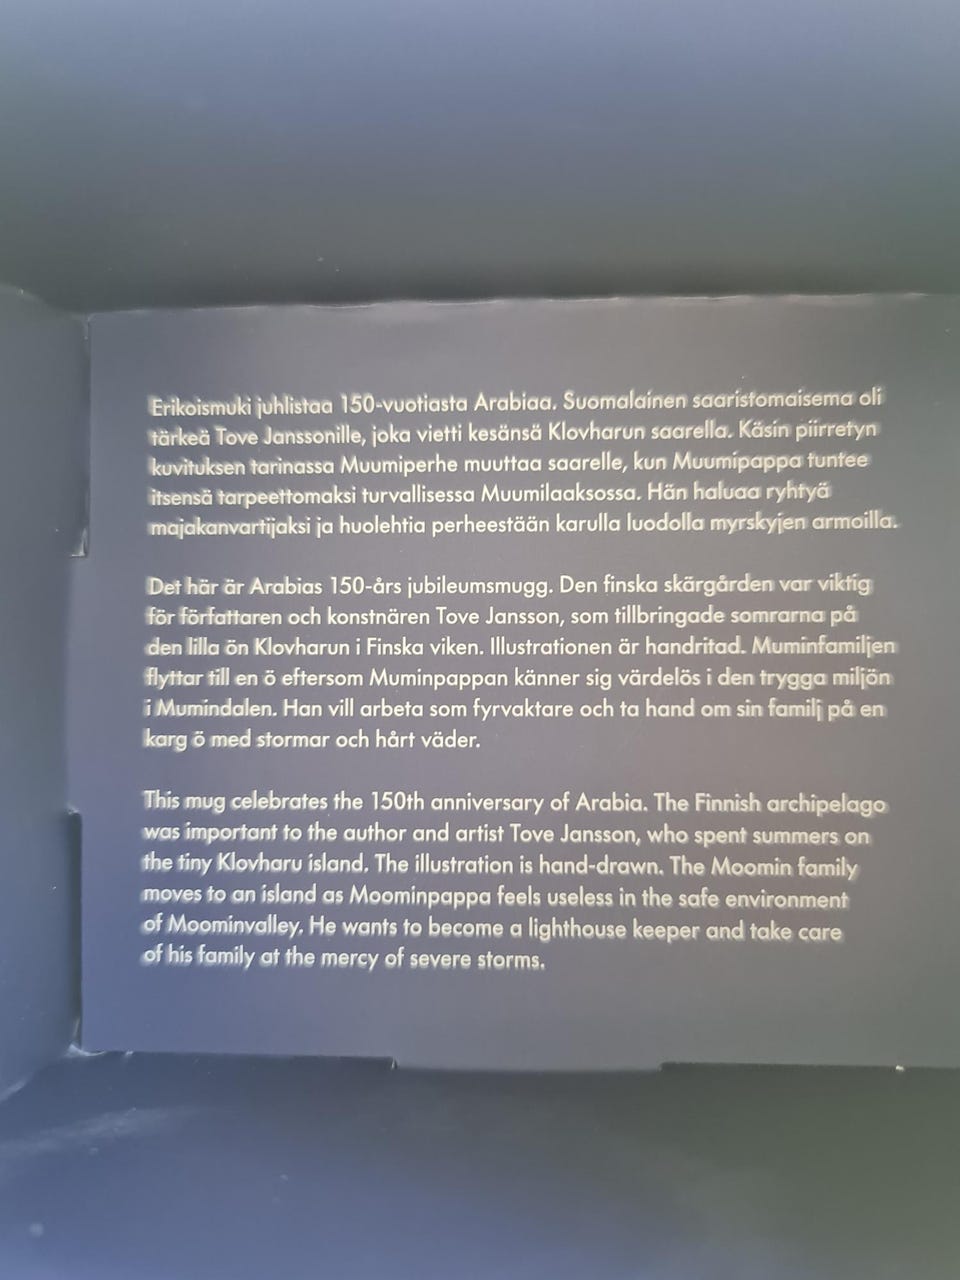 Erikoismuki juhlistaa 150-vuotiasta Arabiaa. Suomalainen saaristomaisema oli
tärkeä Tove Janssonille, joka vietti kesänsä Klovharun saarella. Käsin piirretyn
kuvituksen tarinassa Muumiperhe muuttaa saarelle, kun Muumipappa tuntee
itsensä tarpeettomaksi turvallisessa Muumilaaksossa. Hän haluaa ryhtyä
majakanvartijaksi ja huolehtia perheestään karulla luodolla myrskyjen armoilla.
Det här är Arabias 150-års jubileumsmugg. Den finska skärgården var viktig
för författaren och konstnären Tove Jansson, som tillbringade somrarna på
den lilla ön Klovharun i Finska viken. Illustrationen är handritad. Muminfamiljen
flyttar till en ö eftersom Muminpappan känner sig värdelös i den trygga miljön
i Mumindalen. Han vill arbeta som fyrvaktare och ta hand om sin familj på en
karg ö med stormar och hårt väder.
This mug celebrates the 150th anniversary of Arabia. The Finnish archipelago
was important to the author and artist Tove Jansson, who spent summers on
the tiny Klovharu island. The illustration is hand-drawn. The Moomin family
moves to an island as Moominpappa feels useless in the safe environment
of Moominvalley. He wants to become a lighthouse keeper and take care
of his family at the mercy of severe storms.